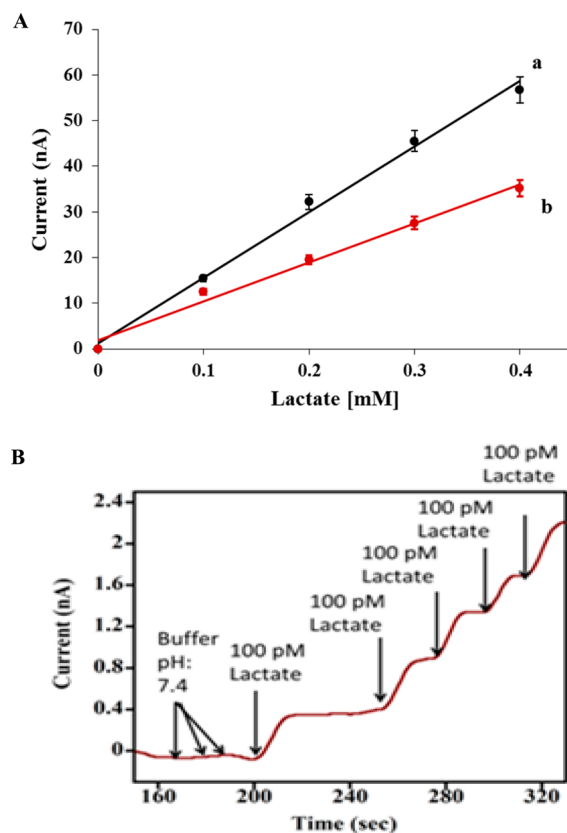 A
70
60
50
40
30
20
10
0
Current (nA)
a
b
0 0.1 0.2 0.3 0.4
Lactate [mM]
B
100 pM
Lactate
100 pM
Lactate
100 pM
Lactate
100 pM
Lactate
100 pM
Lactate
Buffer
pH:
7.4
2.4
2
1.6
1.2
0.8
0.4
0
Current (nA)
160 200 240 280 320
Time (sec)